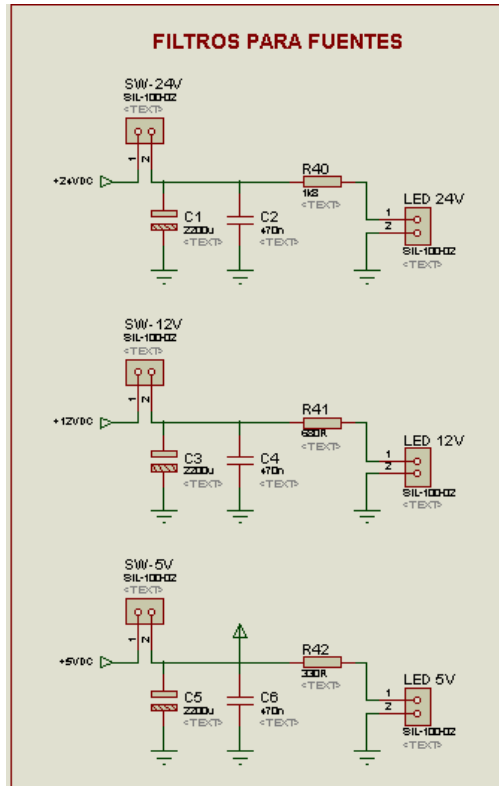 FILTROS PARA FUENTES
SW-24V
SIL-100-02
<TEXT>
1
2
+24VDC
R40
1k8
<TEXT>
C1
2200u
<TEXT>
C2
470n
<TEXT>
LED 24V
1
2
SIL-100-02
<TEXT>
SW-12V
SIL-100-02
<TEXT>
1
2
+12VDC
R41
680R
<TEXT>
C3
2200u
<TEXT>
C4
470n
<TEXT>
LED 12V
1
2
SIL-100-02
<TEXT>
SW-5V
SIL-100-02
<TEXT>
1
2
+5VDC
R42
330R
<TEXT>
C5
2200u
<TEXT>
C6
470n
<TEXT>
LED 5V
1
2
SIL-100-02
<TEXT>